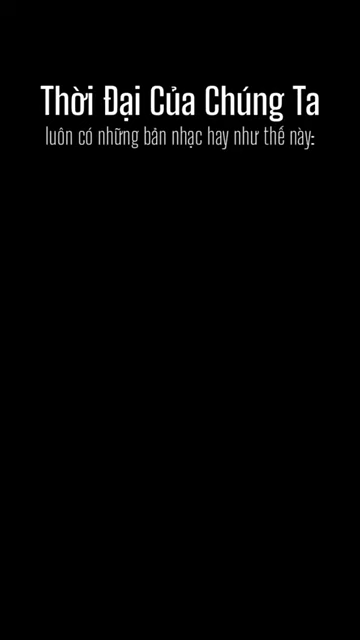 Thời Đại Của Chúng Ta
luôn có những bản nhạc hay như thế này: